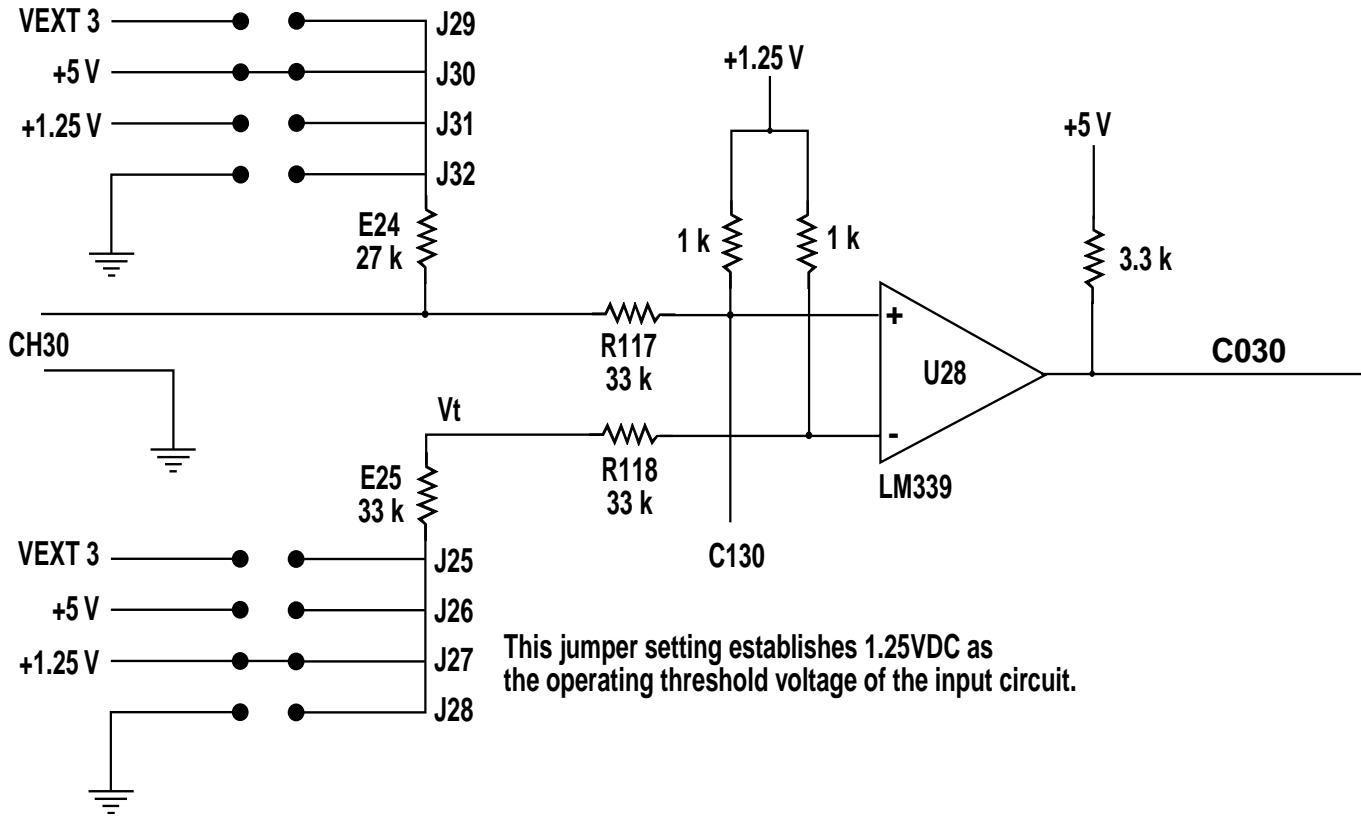 VEXT 3
J29
+5 V
J30
+1.25 V
J31
J32
E24
27 k
+1.25 V
1 k
1 k
+5 V
3.3 k
CH30
R117
33 k
+
U28
C030
Vt
R118
33 k
-
LM339
E25
33 k
C130
VEXT 3
J25
+5 V
J26
+1.25 V
J27
J28
This jumper setting establishes 1.25VDC as
the operating threshold voltage of the input circuit.